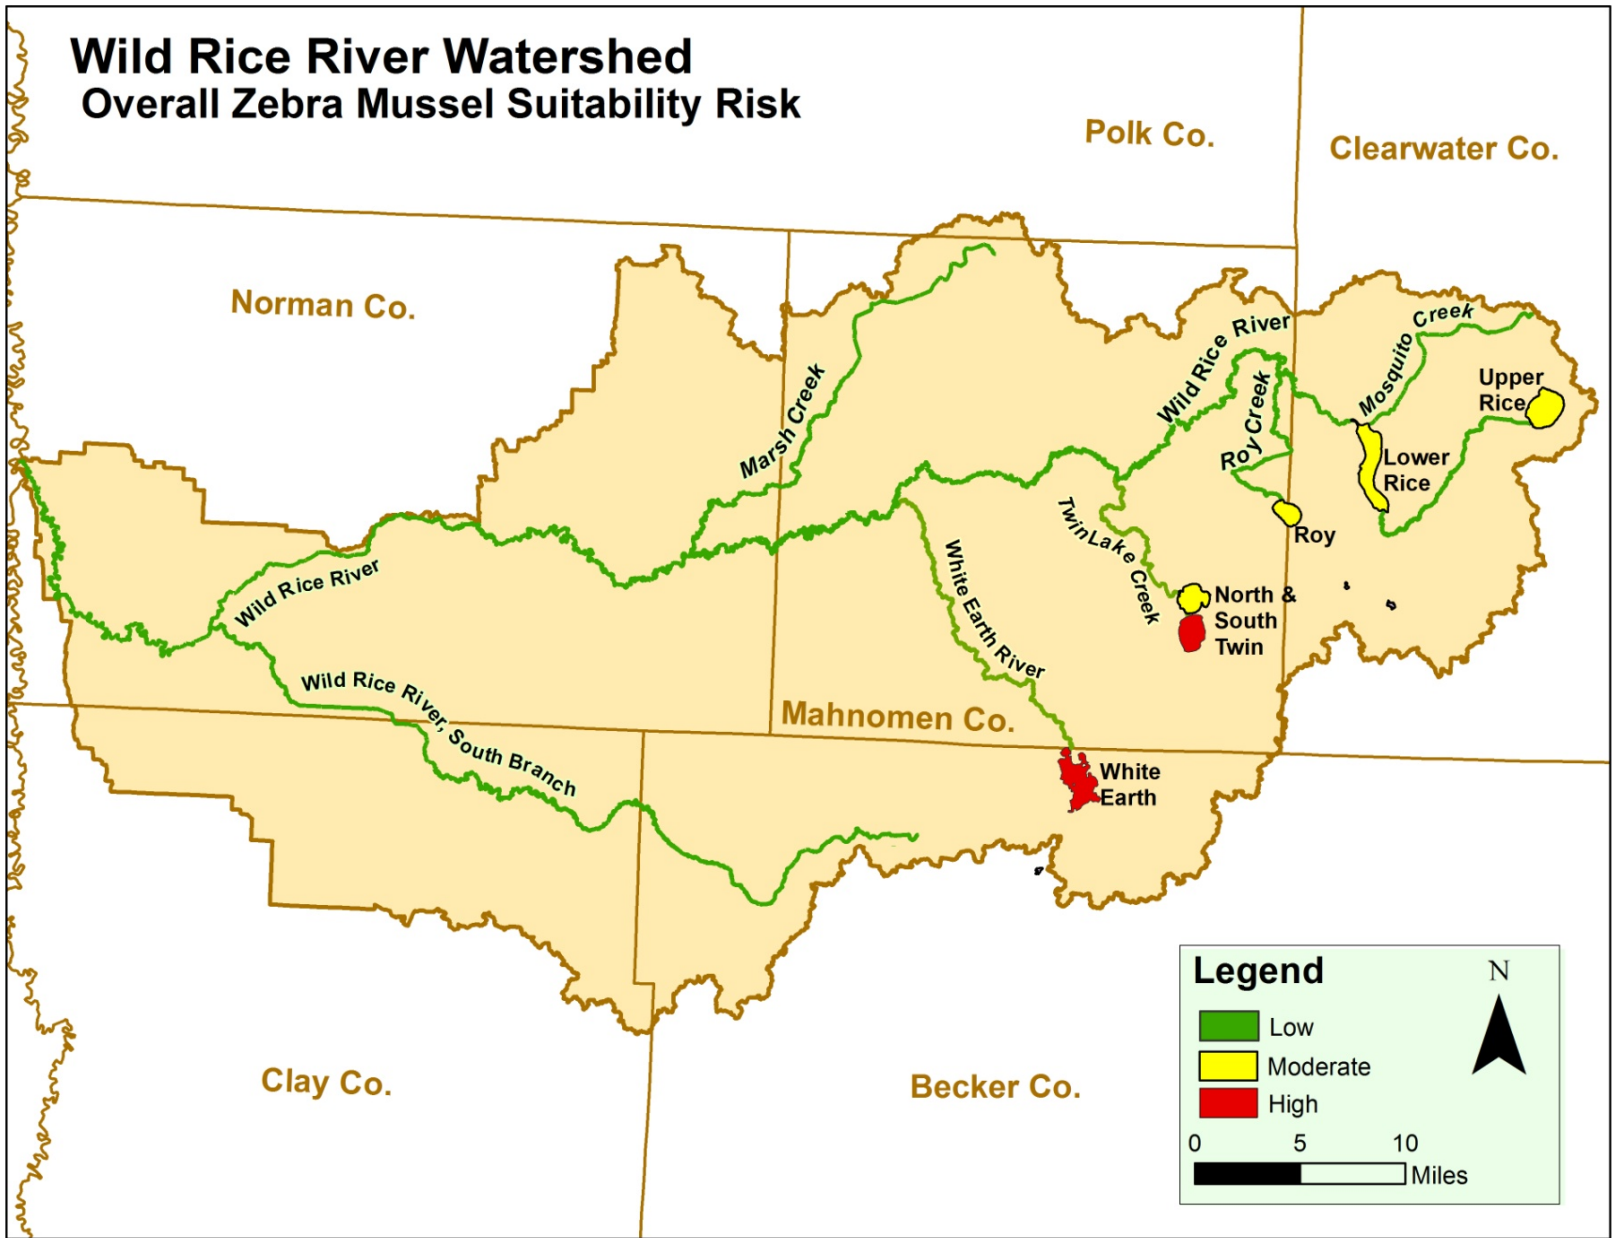 Wild Rice River Watershed
Overall Zebra Mussel Suitability Risk
Polk Co.
Clearwater Co.
Norman Co.
Wild Rice River
Mosquito Creek
Marsh Creek
Roy Creek
Upper
Rice
Lower
Rice
Roy
Twin Lake Creek
White Earth River
Wild Rice River
North &
South
Twin
Wild Rice River, South Branch
Mahnomen Co.
White
Earth
Clay Co.
Becker Co.
Legend
N
Low
Moderate
High
0 5 10
Miles